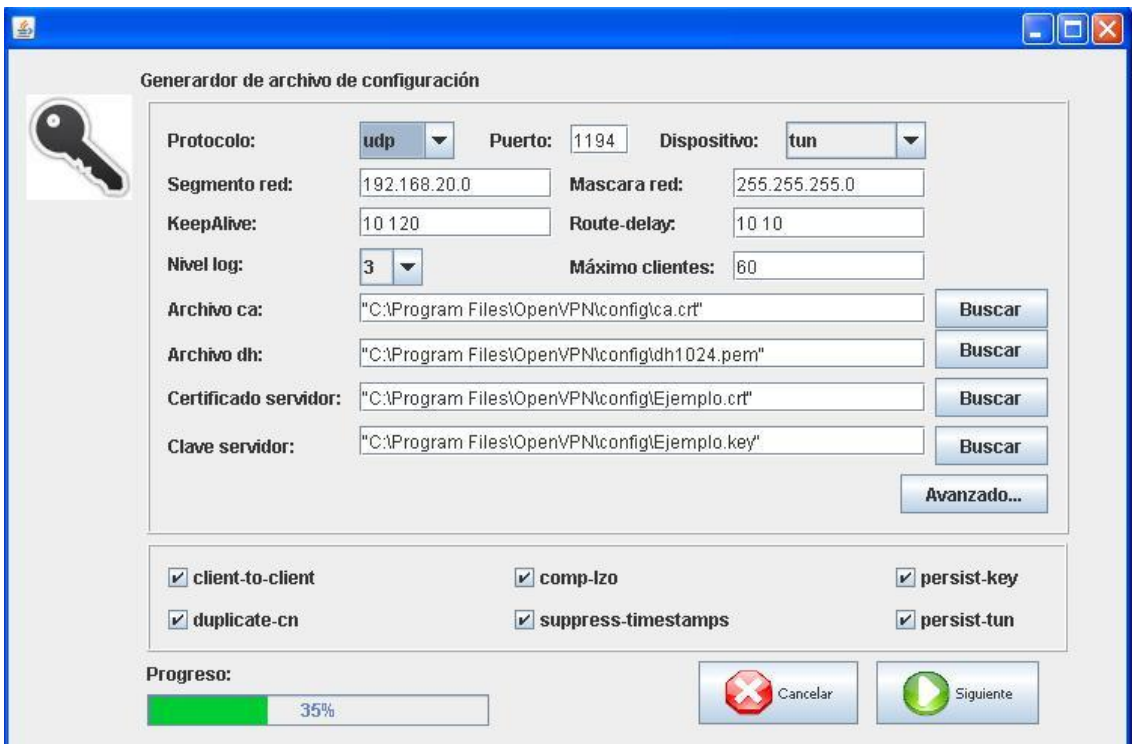 Generardor de archivo de configuración
Protocolo: udp Puerto: 1194 Dispositivo: tun
Segmento red: 192.168.20.0 Mascara red: 255.255.255.0
KeepAlive: 10 120 Route-delay: 10 10
Nivel log: 3 Máximo clientes: 60
Archivo ca: "C:\Program Files\OpenVPN\config\ca.crt" Buscar
Archivo dh: "C:\Program Files\OpenVPN\config\dh1024.pem" Buscar
Certificado servidor: "C:\Program Files\OpenVPN\config\Ejemplo.crt" Buscar
Clave servidor: "C:\Program Files\OpenVPN\config\Ejemplo.key" Buscar
Avanzado...
client-to-client comp-lzo persist-key
duplicate-cn suppress-timestamps persist-tun
Progreso:
35% Cancelar Siguiente